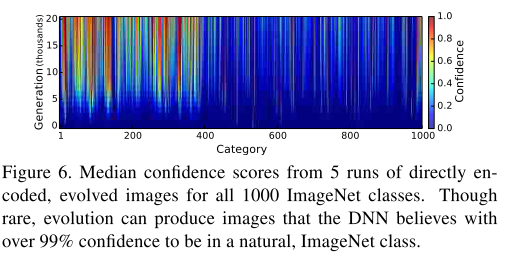 20
15
10
5
0
Generation (thousands)
1 200 400 600 800 1000
Category
1.0
0.8
0.6
0.4
0.2
0.0
Confidence
Figure 6. Median confidence scores from 5 runs of directly en-
coded, evolved images for all 1000 ImageNet classes. Though
rare, evolution can produce images that the DNN believes with
over 99% confidence to be in a natural, ImageNet class.